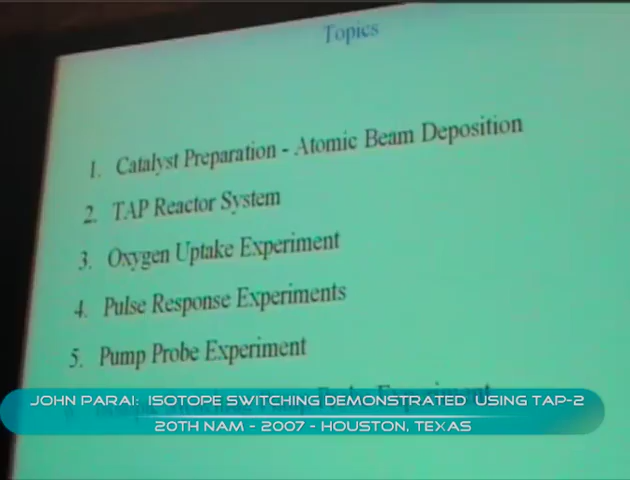 Topics
1. Catalyst Preparation - Atomic Beam Deposition
2. TAP Reactor System
3. Oxygen Uptake Experiment
4. Pulse Response Experiments
5. Pump Probe Experiment
JOHN PARAI: ISOTOPE SWITCHING DEMONSTRATED USING TAP-2
20TH NAM - 2007 - HOUSTON, TEXAS